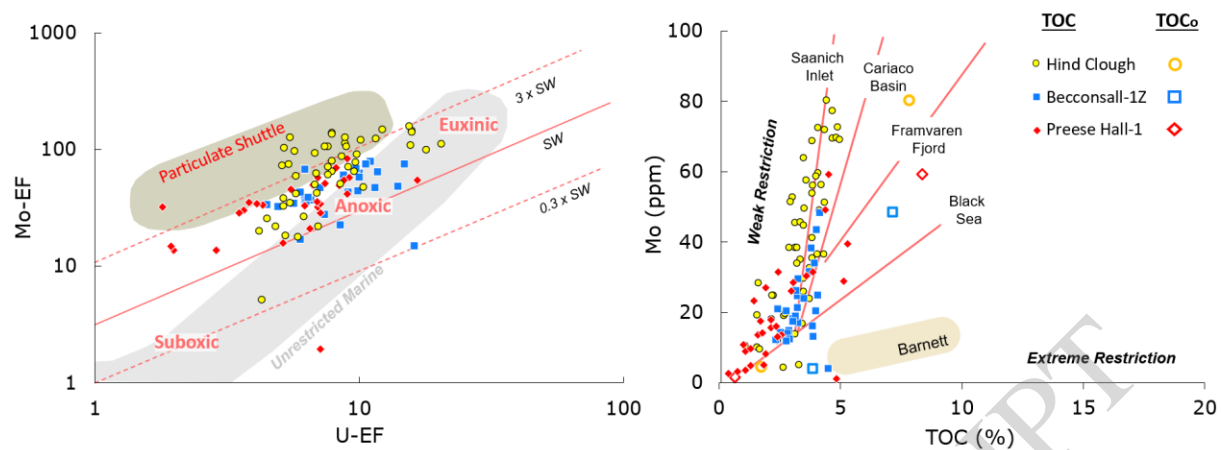 1000
100
10
1
Mo-EF
1
10
100
U-EF
Particulate Shuttle
Euxinic
Anoxic
Suboxic
Unrestricted Marine
3 x SW
SW
0.3 x SW
100
80
60
40
20
0
Mo (ppm)
0
5
10
15
20
TOC (%)
Weak Restriction
Saanich
Inlet
Cariaco
Basin
Framvaren
Fjord
Black
Sea
Barnett
Extreme Restriction
TOC TOCo
Hind Clough
Becconsall-1Z
Preese Hall-1